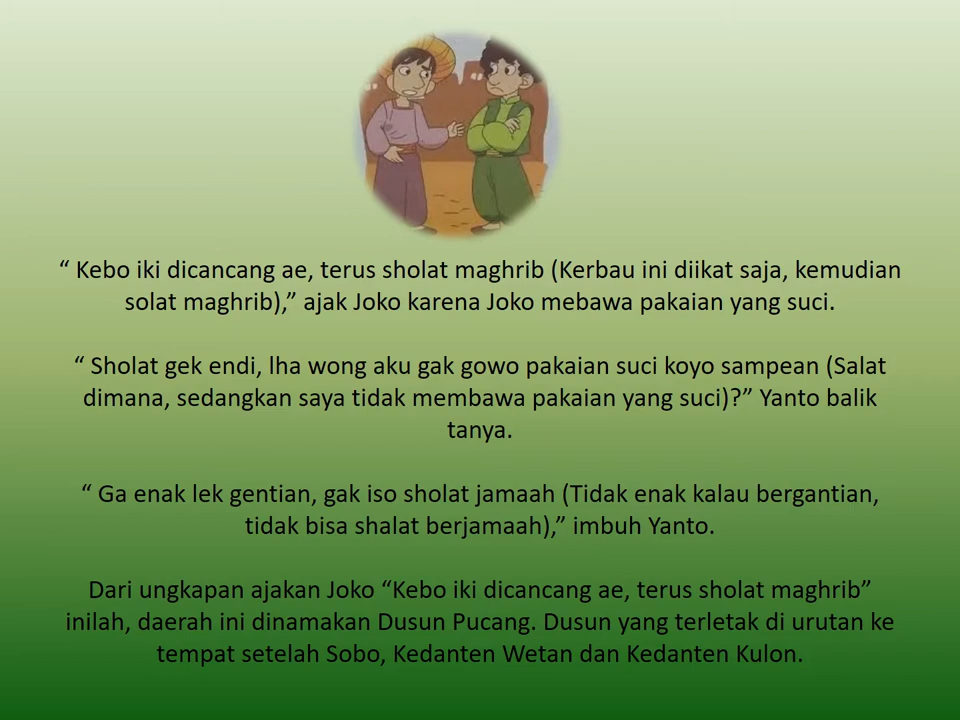 “ Kebo iki dicancang ae, terus sholat maghrib (Kerbau ini diikat saja, kemudian
solat maghrib),” ajak Joko karena Joko mebawa pakaian yang suci.
“ Sholat gek endi, lha wong aku gak gowo pakaian suci koyo sampean (Salat
dimana, sedangkan saya tidak membawa pakaian yang suci)?” Yanto balik
tanya.
“ Ga enak lek gentian, gak iso sholat jamaah (Tidak enak kalau bergantian,
tidak bisa shalat berjamaah),” imbuh Yanto.
Dari ungkapan ajakan Joko “Kebo iki dicancang ae, terus sholat maghrib”
inilah, daerah ini dinamakan Dusun Pucang. Dusun yang terletak di urutan ke
tempat setelah Sobo, Kedanten Wetan dan Kedanten Kulon.